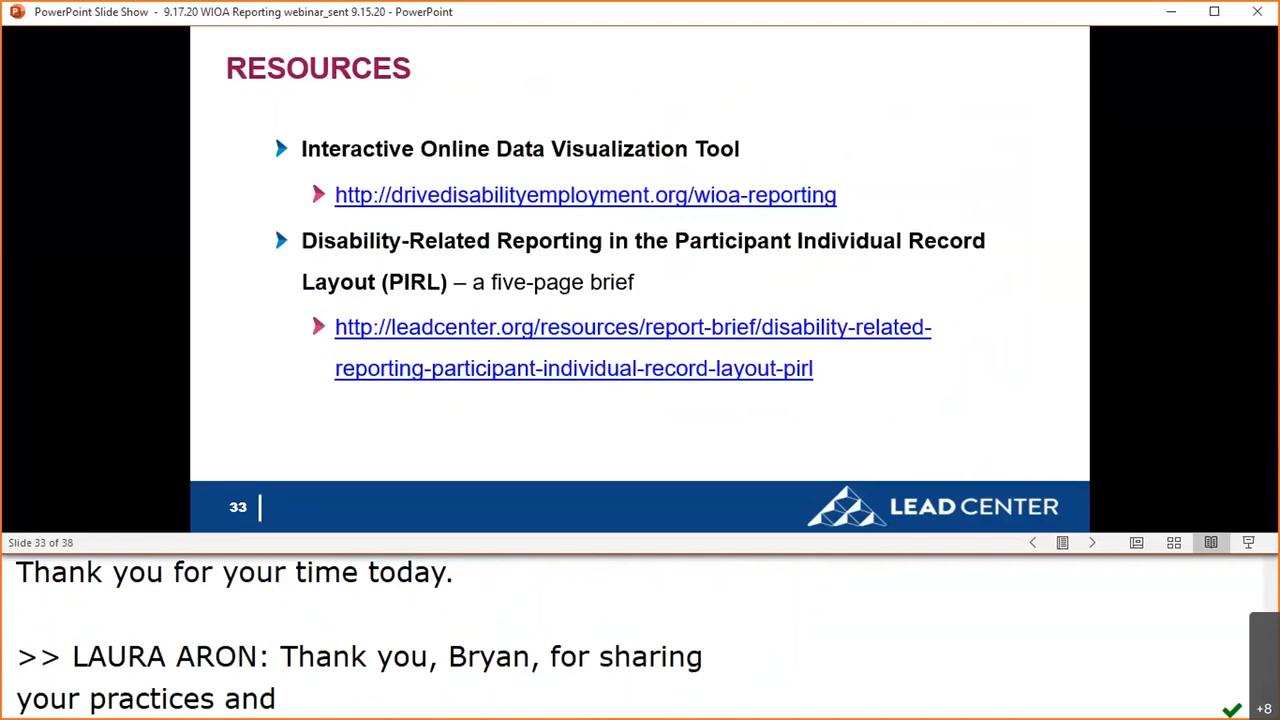 PowerPoint Slide Show - 9.17.20 WIOA Reporting webinar_sent 9.15.20 - PowerPoint
RESOURCES
Interactive Online Data Visualization Tool
http://drivedisabilityemployment.org/wioa-reporting
Disability-Related Reporting in the Participant Individual Record
Layout (PIRL) – a five-page brief
http://leadcenter.org/resources/report-brief/disability-related-
reporting-participant-individual-record-layout-pirl
33
LEAD CENTER
Slide 33 of 38
Thank you for your time today.
>> LAURA ARON: Thank you, Bryan, for sharing
your practices and
+8